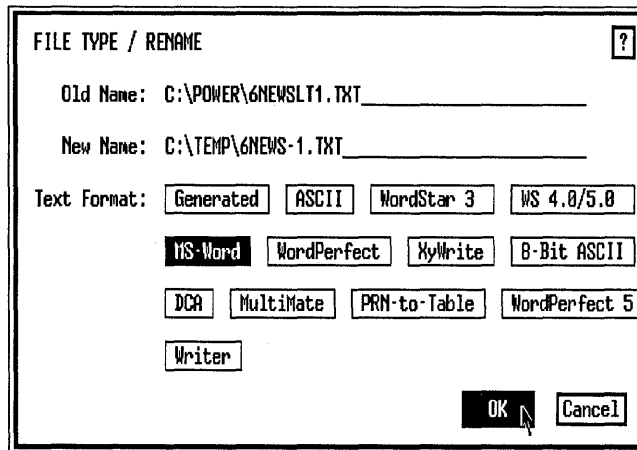 FILE TYPE / RENAME ?
Old Name: C:\POWER\6NEWSLT1.TXT
New Name: C:\TEMP\6NEWS-1.TXT
Text Format: Generated ASCII WordStar 3 WS 4.0/5.0
MS-Word WordPerfect XyWrite 8-Bit ASCII
DCA MultiMate PRN-to-Table WordPerfect 5
Writer
OK Cancel